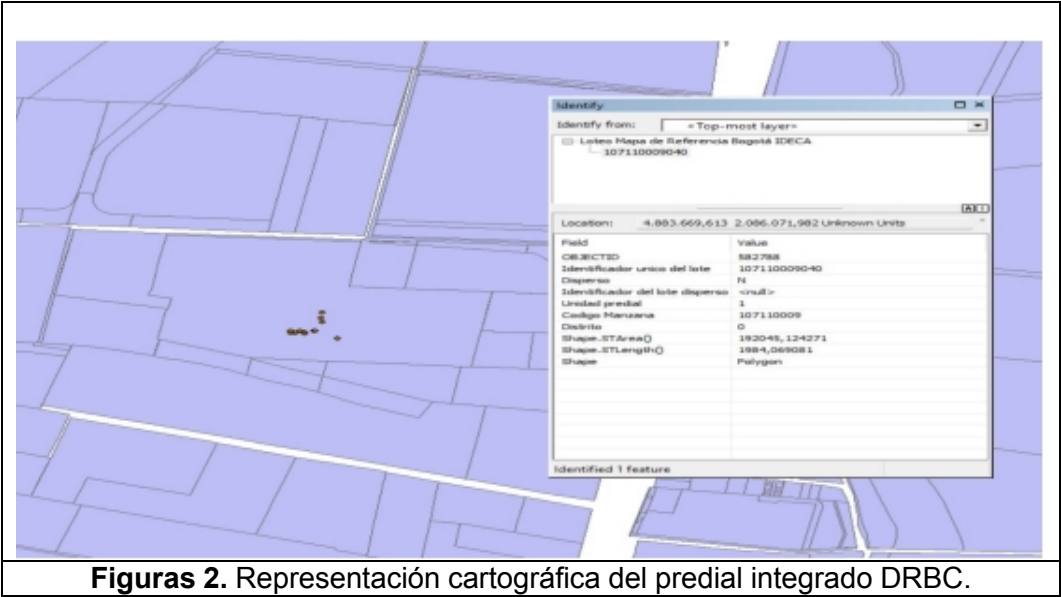 Identify
Identify from: <Top-most layer>
Loteo Mapa de Referencia Bogotá IDECA
107110009040
Location: 4.883.669,613 2.086.071,982 Unknown Units
Field Value
OBJECTID 582788
Identificador unico del lote 107110009040
Disperso N
Identificador del lote disperso <null>
Unidad predial 1
Codigo Manzana 107110009
Distrito 0
Shape.STArea() 192045,124271
Shape.STLength() 1984,069081
Shape Polygon
Identified 1 feature
Figuras 2. Representación cartográfica del predial integrado DRBC.